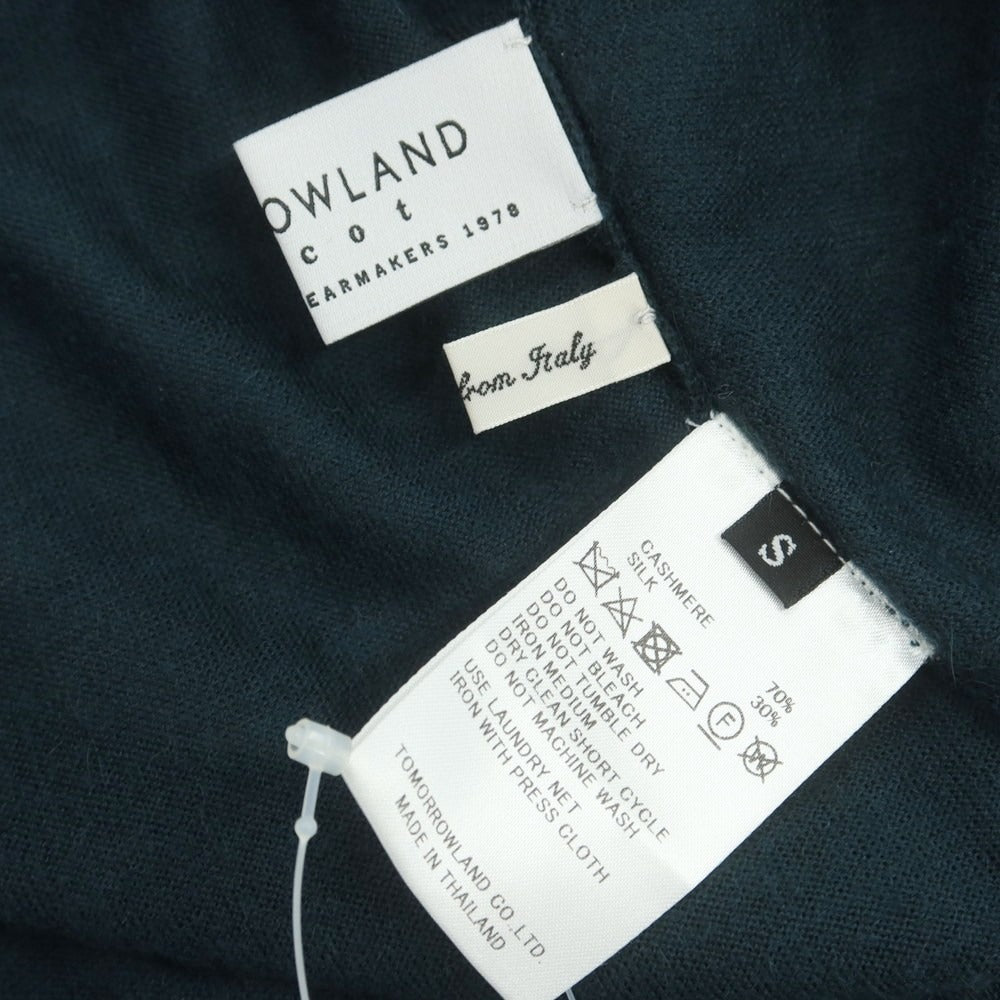 OWLAND
cot
EARMAKERS 1978
from Italy
S
CASHMERE 70%
SILK 30%
DO NOT WASH
DO NOT BLEACH
DO NOT TUMBLE DRY
IRON MEDIUM
DRY CLEAN SHORT CYCLE
DO NOT MACHINE WASH
USE LAUNDRY NET
IRON WITH PRESS CLOTH
TOMORROWLAND CO.,LTD.
MADE IN THAILAND